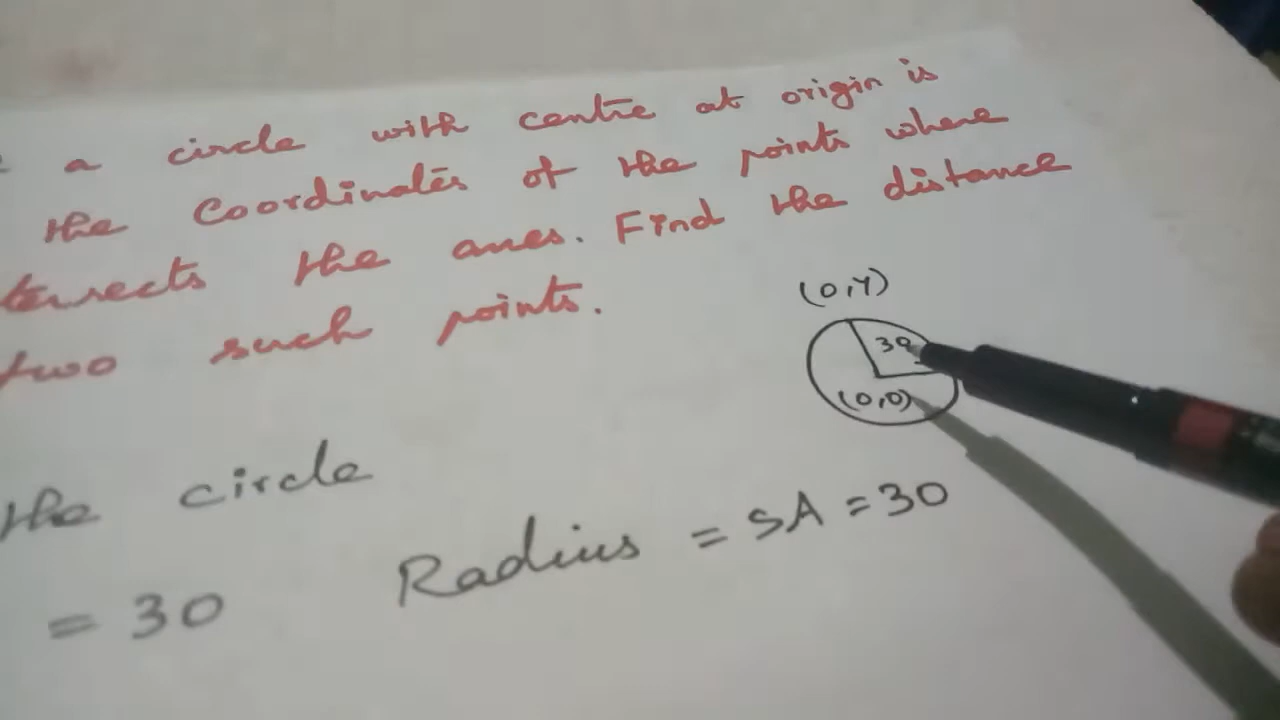 a circle with centre at origin is
the Coordinates of the points where
tersects the axes. Find the distance
two such points.
(0,Y)
30
(0,0)
the circle
= 30 Radius = SA = 30